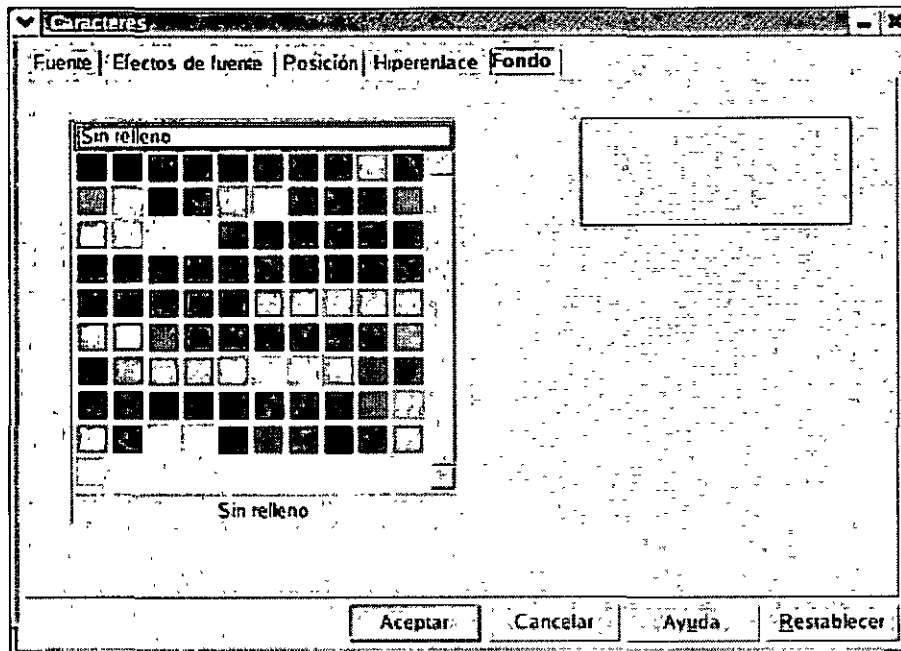 Caracteres
Fuente Efectos de fuente Posición Hiperenlace Fondo
Sin relleno
Sin relleno
Aceptar Cancelar Ayuda Restablecer